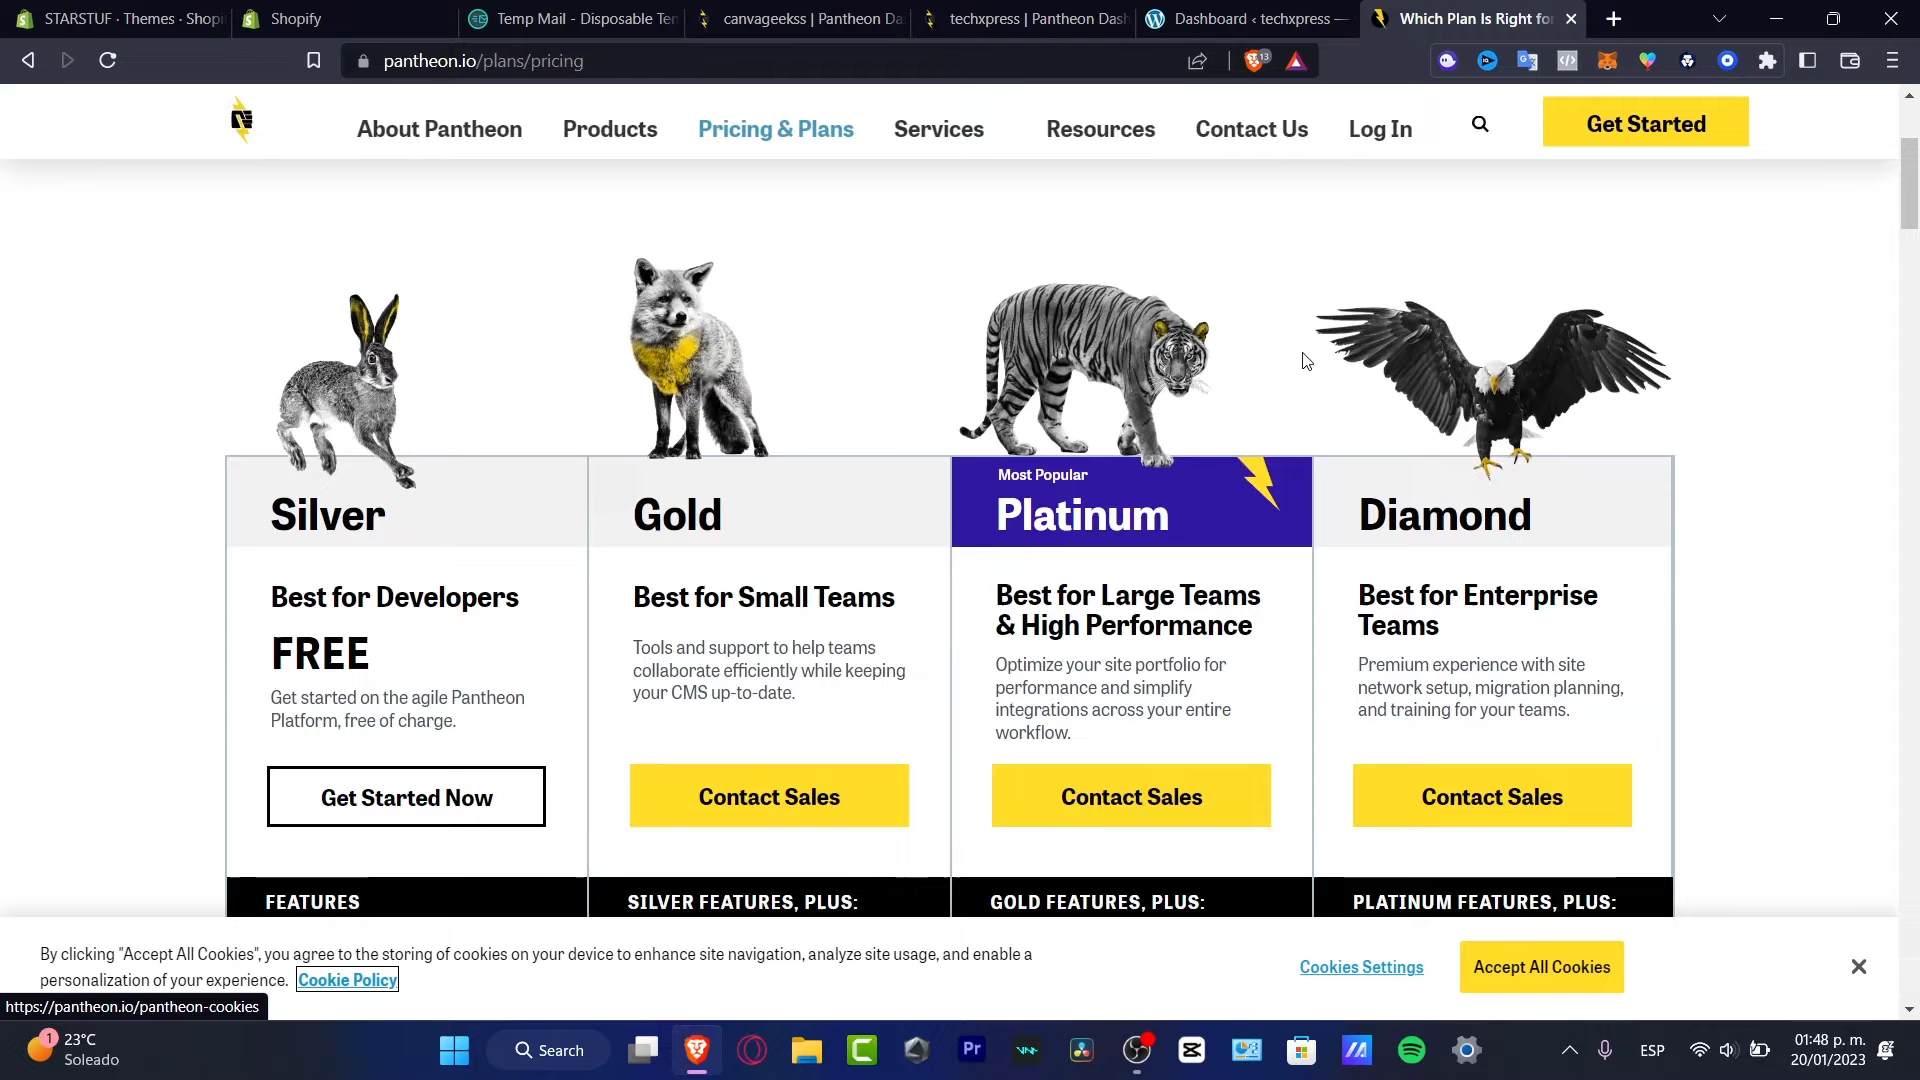 STARSTUF · Themes · Shopi
Shopify
Temp Mail - Disposable Te
canvageekss | Pantheon Da
techxpress | Pantheon Dash
Dashboard ‹ techxpress —
Which Plan Is Right fo
pantheon.io/plans/pricing
13
About Pantheon
Products
Pricing & Plans
Services
Resources
Contact Us
Log In
Get Started
Silver
Gold
Most Popular
Platinum
Diamond
Best for Developers
FREE
Get started on the agile Pantheon
Platform, free of charge.
Get Started Now
Best for Small Teams
Tools and support to help teams
collaborate efficiently while keeping
your CMS up-to-date.
Contact Sales
Best for Large Teams
& High Performance
Optimize your site portfolio for
performance and simplify
integrations across your entire
workflow.
Contact Sales
Best for Enterprise
Teams
Premium experience with site
network setup, migration planning,
and training for your teams.
Contact Sales
FEATURES
SILVER FEATURES, PLUS:
GOLD FEATURES, PLUS:
PLATINUM FEATURES, PLUS:
By clicking "Accept All Cookies", you agree to the storing of cookies on your device to enhance site navigation, analyze site usage, and enable a
personalization of your experience. Cookie Policy
Cookies Settings
Accept All Cookies
https://pantheon.io/pantheon-cookies
1
23°C
Soleado
Search
Pr
ESP
01:48 p. m.
20/01/2023